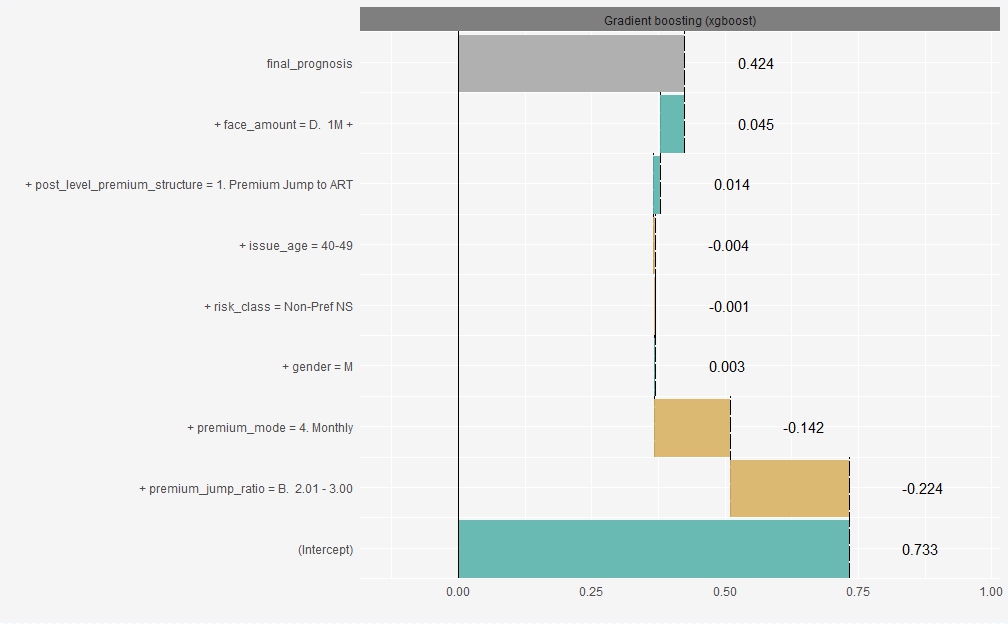 Gradient boosting (xgboost)
final_prognosis
0.424
+ face_amount = D.  1M +
0.045
+ post_level_premium_structure = 1. Premium Jump to ART
0.014
+ issue_age = 40-49
-0.004
+ risk_class = Non-Pref NS
-0.001
+ gender = M
0.003
+ premium_mode = 4. Monthly
-0.142
+ premium_jump_ratio = B.  2.01 - 3.00
-0.224
(Intercept)
0.733
0.00 0.25 0.50 0.75 1.00